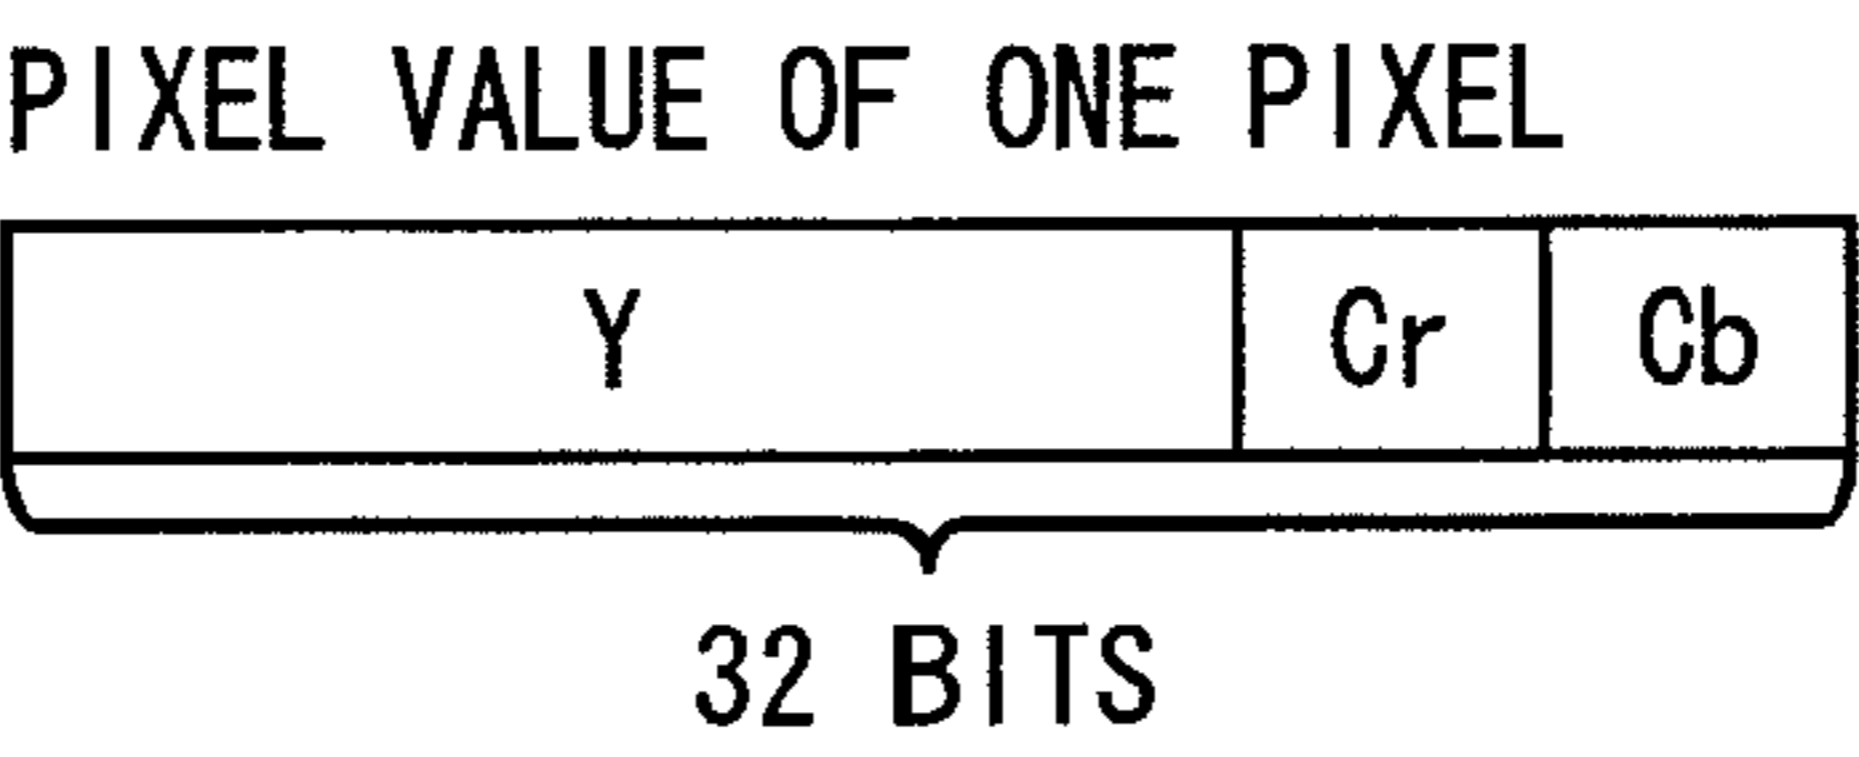 PIXEL VALUE OF ONE PIXEL
Y Cr Cb
32 BITS